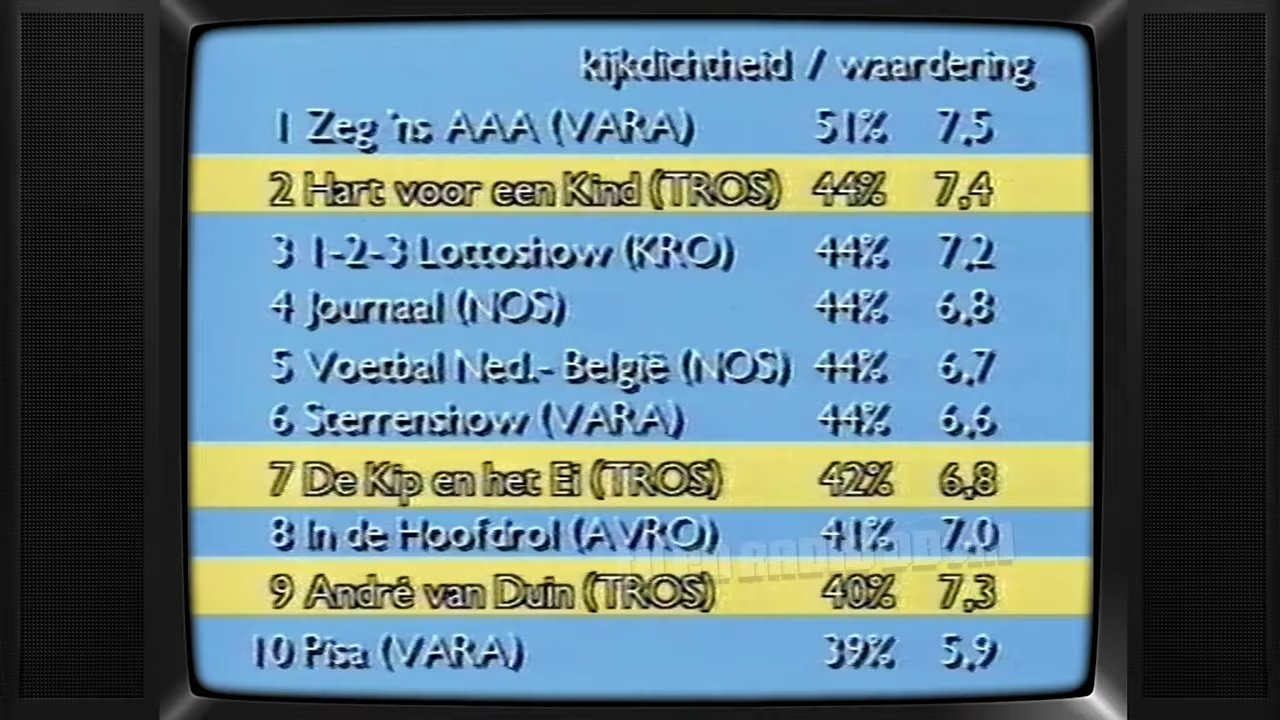 kijkdichtheid / waardering
1 Zeg 'ns AAA (VARA) 51% 7,5
2 Hart voor een Kind (TROS) 44% 7,4
3 1-2-3 Lottoshow (KRO) 44% 7,2
4 Journaal (NOS) 44% 6,8
5 Voetbal Ned.- België (NOS) 44% 6,7
6 Sterrenshow (VARA) 44% 6,6
7 De Kip en het Ei (TROS) 42% 6,8
8 In de Hoofdrol (AVRO) 41% 7,0
9 André van Duin (TROS) 40% 7,3
10 Pisa (VARA) 39% 5,9